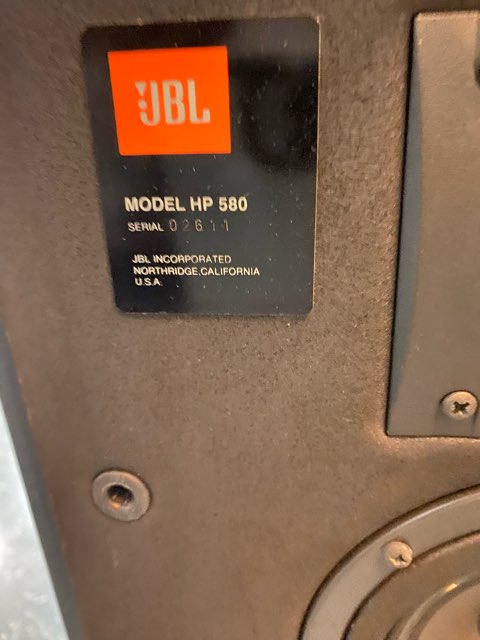 JBL
MODEL HP 580
SERIAL 02611
JBL INCORPORATED
NORTHRIDGE,CALIFORNIA
U.S.A.